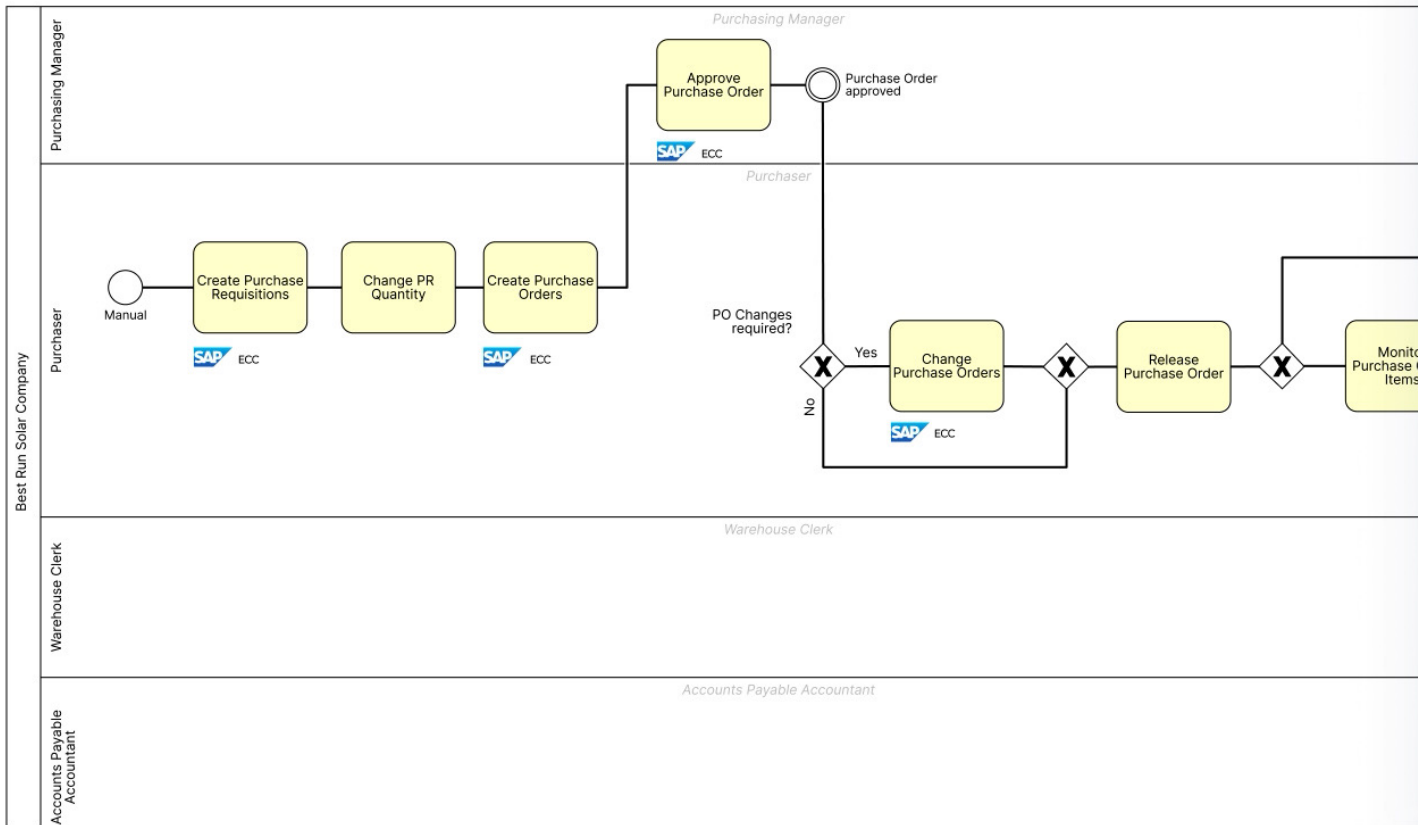 Best Run Solar Company
Purchasing Manager
Purchasing Manager
Approve
Purchase Order
Purchase Order
approved
SAP ECC
Purchaser
Purchaser
Manual
Create Purchase
Requisitions
SAP ECC
Change PR
Quantity
Create Purchase
Orders
SAP ECC
PO Changes
required?
Yes
No
Change
Purchase Orders
SAP ECC
Release
Purchase Order
Purchase
Items
Warehouse Clerk
Warehouse Clerk
Accounts Payable
Accountant
Accounts Payable Accountant